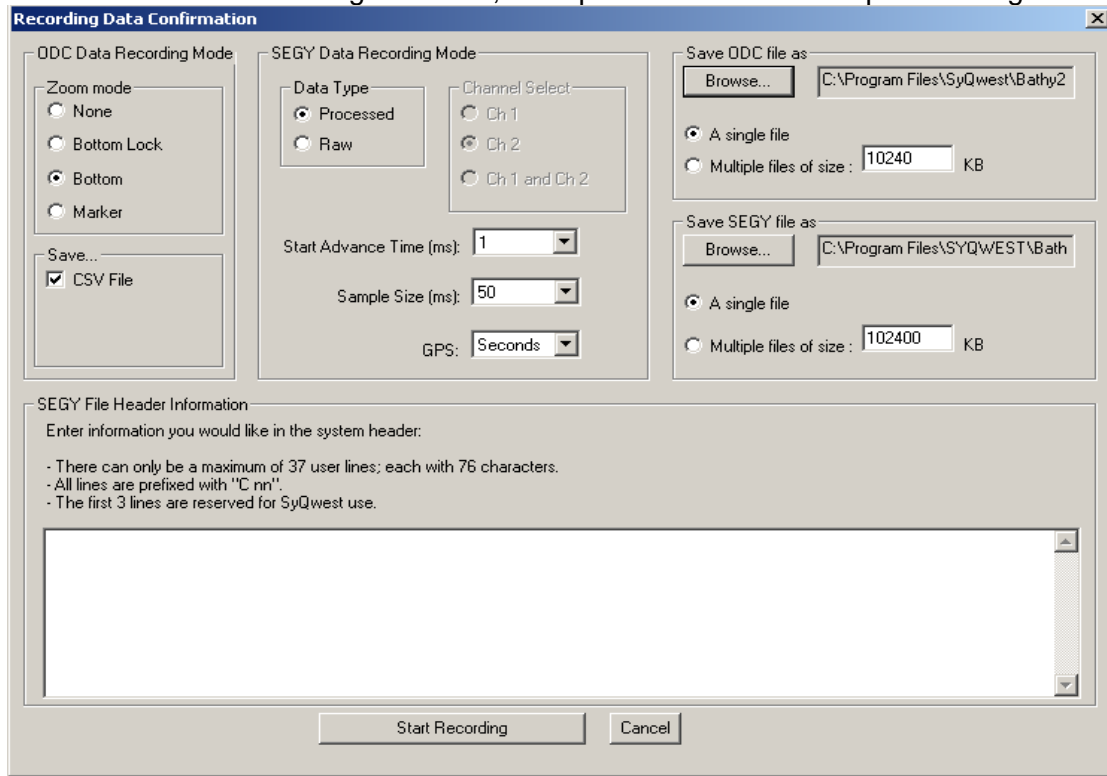 Recording Data Confirmation
ODC Data Recording Mode
Zoom mode
None
Bottom Lock
Bottom
Marker
Save...
CSV File
SEGY Data Recording Mode
Data Type
Processed
Raw
Channel Select
Ch 1
Ch 2
Ch 1 and Ch 2
Start Advance Time (ms): 1
Sample Size (ms): 50
GPS: Seconds
Save ODC file as
Browse... C:\Program Files\SyQwest\Bathy2
A single file
Multiple files of size : 10240 KB
Save SEGY file as
Browse... C:\Program Files\SYQWEST\Bath
A single file
Multiple files of size : 102400 KB
SEGY File Header Information
Enter information you would like in the system header:
- There can only be a maximum of 37 user lines; each with 76 characters.
- All lines are prefixed with "C nn".
- The first 3 lines are reserved for SyQwest use.
Start Recording Cancel